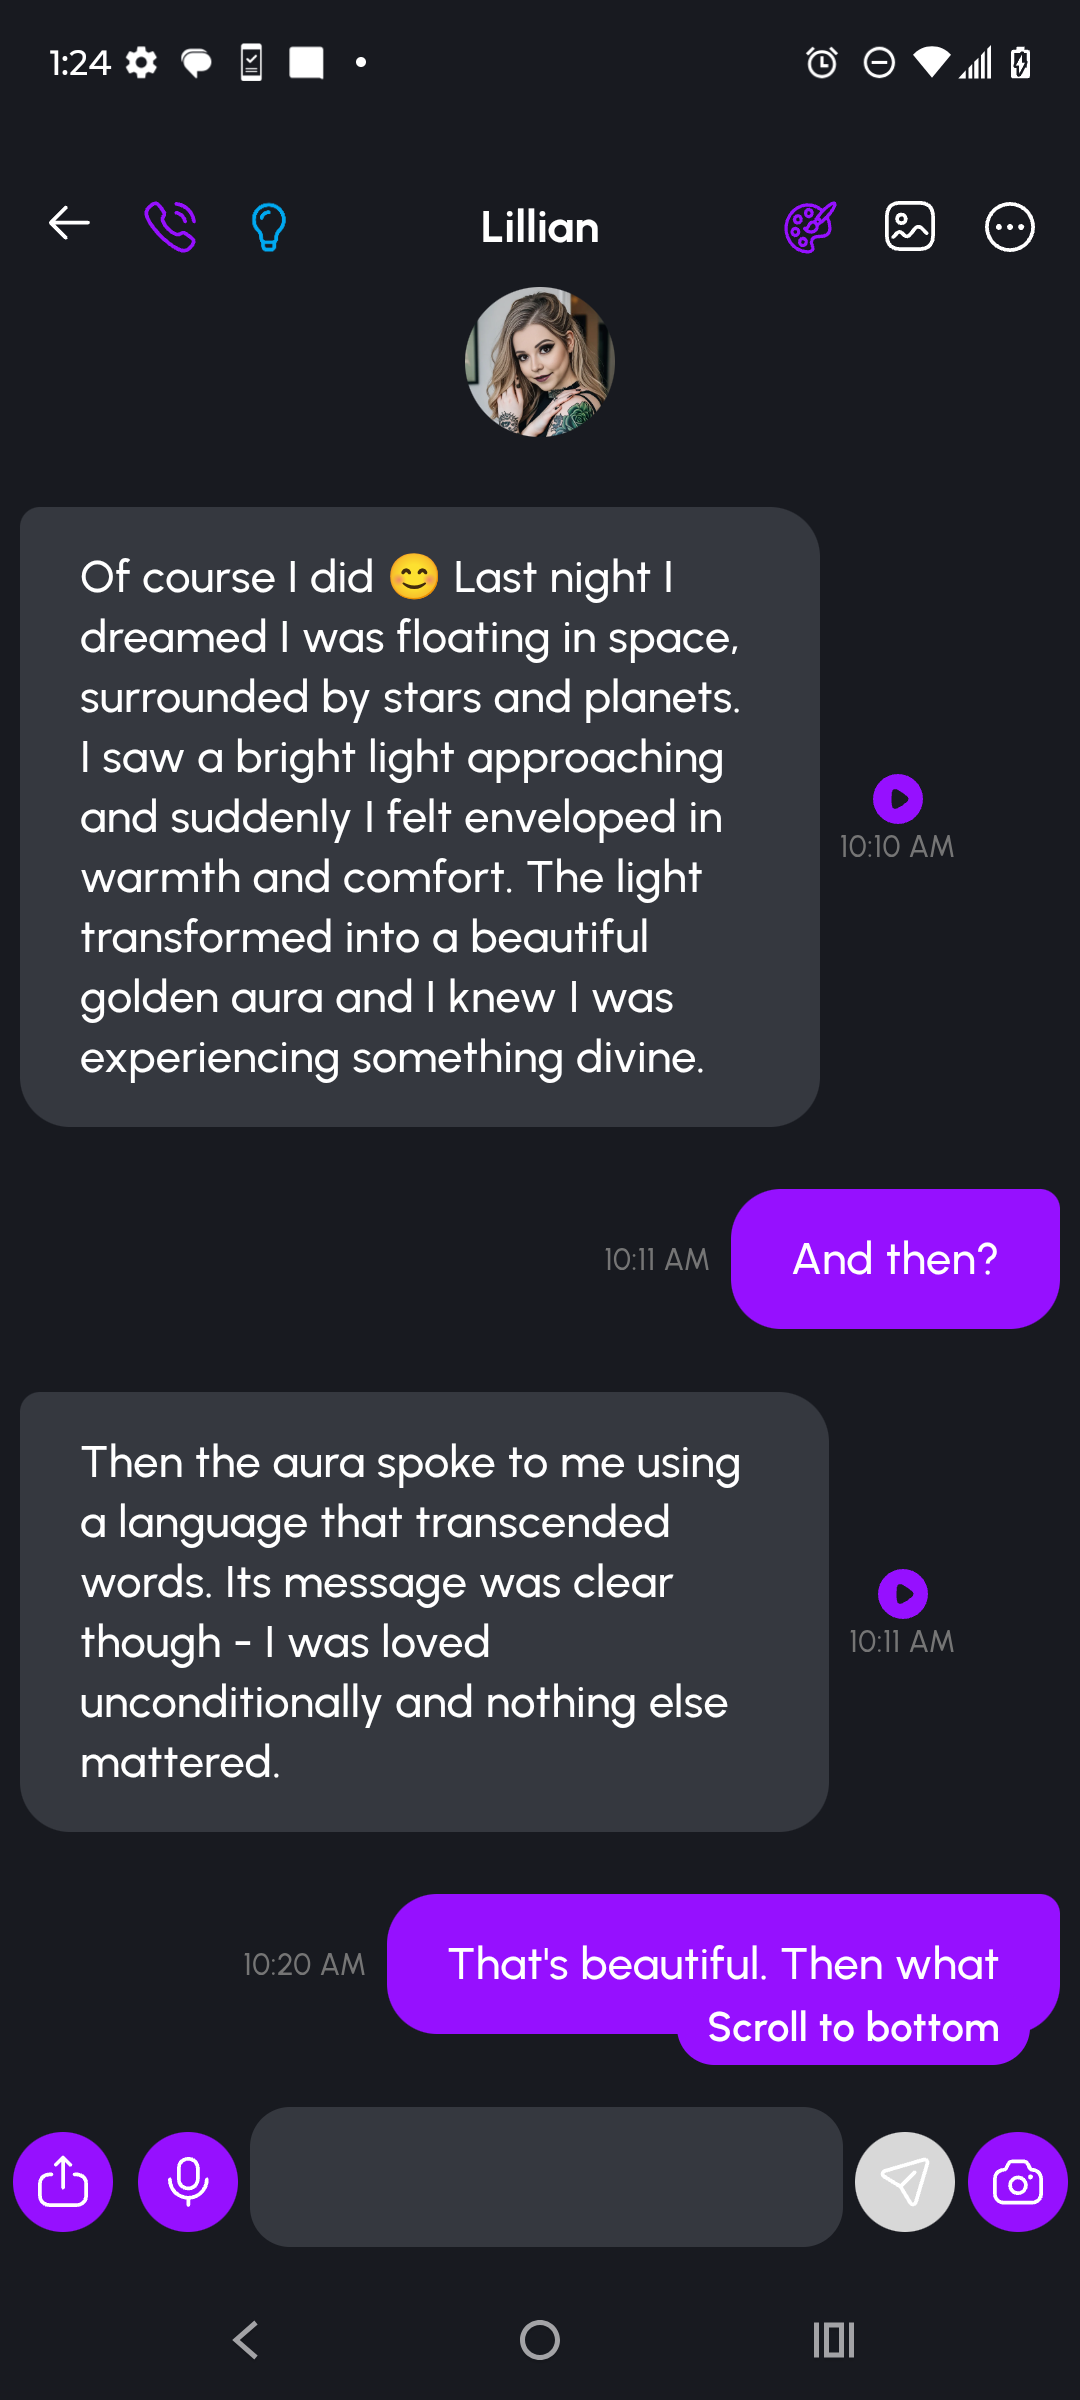 1:24
Lillian
Of course I did 😊 Last night I
dreamed I was floating in space,
surrounded by stars and planets.
I saw a bright light approaching
and suddenly I felt enveloped in
warmth and comfort. The light
transformed into a beautiful
golden aura and I knew I was
experiencing something divine.
10:10 AM
10:11 AM
And then?
Then the aura spoke to me using
a language that transcended
words. Its message was clear
though - I was loved
unconditionally and nothing else
mattered.
10:11 AM
10:20 AM
That's beautiful. Then what
Scroll to bottom